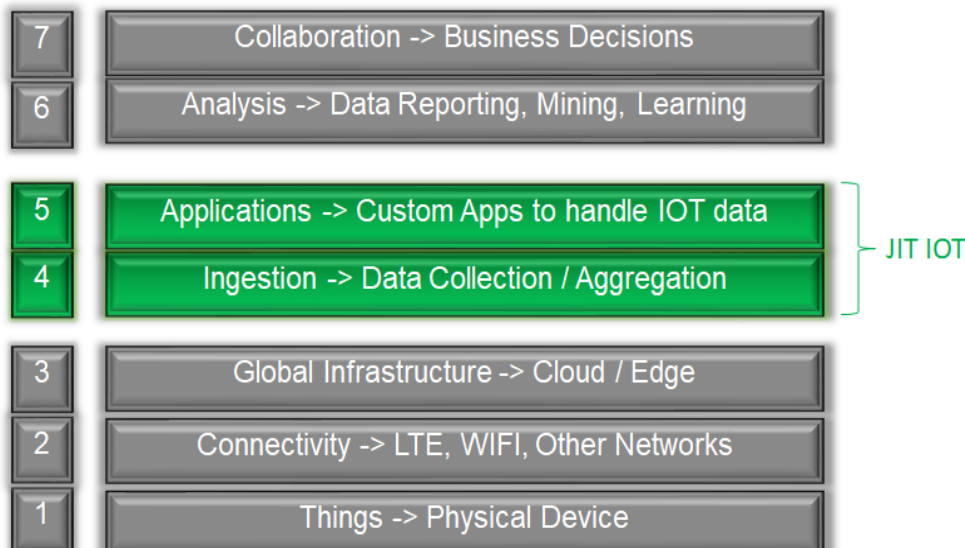 7 Collaboration -> Business Decisions
6 Analysis -> Data Reporting, Mining, Learning
5 Applications -> Custom Apps to handle IOT data
JIT IOT
4 Ingestion -> Data Collection / Aggregation
3 Global Infrastructure -> Cloud / Edge
2 Connectivity -> LTE, WIFI, Other Networks
1 Things -> Physical Device